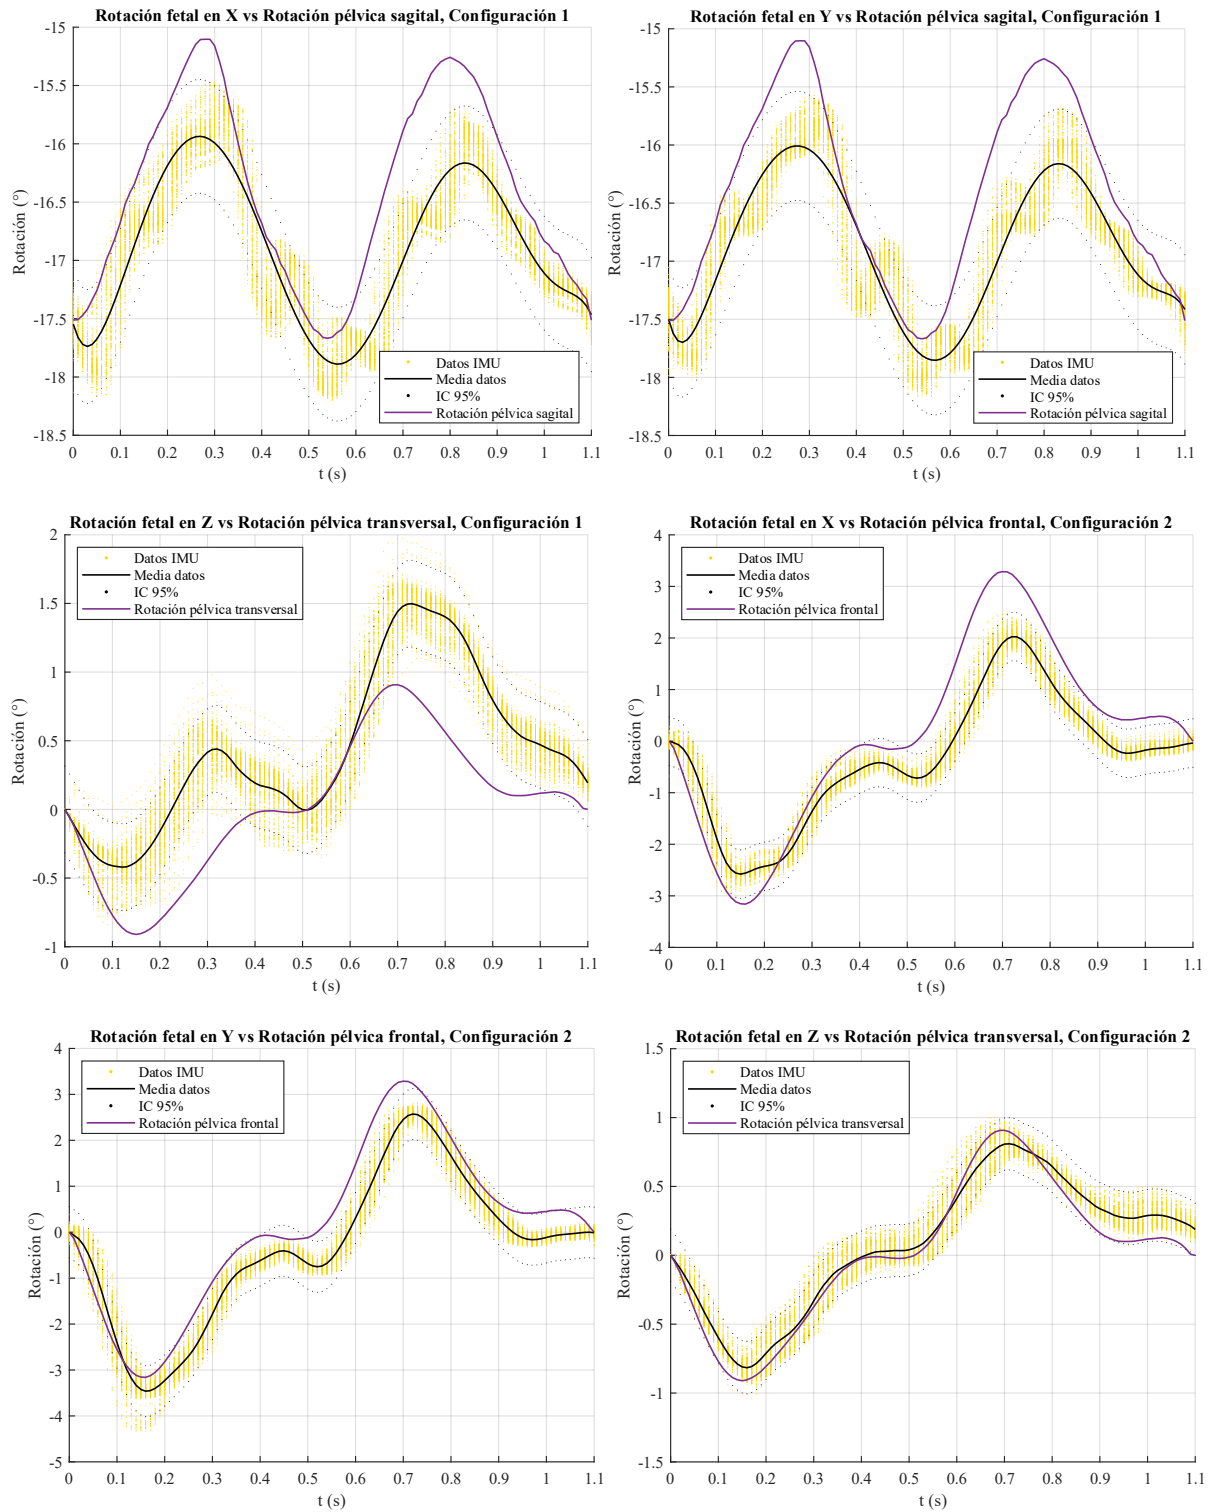 Rotación fetal en X vs Rotación pélvica sagital, Configuración 1
-15
-15.5
-16
-16.5
-17
-17.5
-18
-18.5
Rotación (°)
Datos IMU
Media datos
IC 95%
Rotación pélvica sagital
0 0.1 0.2 0.3 0.4 0.5 0.6 0.7 0.8 0.9 1 1.1
t (s)
Rotación fetal en Y vs Rotación pélvica sagital, Configuración 1
-15
-15.5
-16
-16.5
-17
-17.5
-18
-18.5
Rotación (°)
Datos IMU
Media datos
IC 95%
Rotación pélvica sagital
0 0.1 0.2 0.3 0.4 0.5 0.6 0.7 0.8 0.9 1 1.1
t (s)
Rotación fetal en Z vs Rotación pélvica transversal, Configuración 1
2
1.5
1
0.5
0
-0.5
-1
Rotación (°)
Datos IMU
Media datos
IC 95%
Rotación pélvica transversal
0 0.1 0.2 0.3 0.4 0.5 0.6 0.7 0.8 0.9 1 1.1
t (s)
Rotación fetal en X vs Rotación pélvica frontal, Configuración 2
4
3
2
1
0
-1
-2
-3
-4
Rotación (°)
Datos IMU
Media datos
IC 95%
Rotación pélvica frontal
0 0.1 0.2 0.3 0.4 0.5 0.6 0.7 0.8 0.9 1 1.1
t (s)
Rotación fetal en Y vs Rotación pélvica frontal, Configuración 2
4
3
2
1
0
-1
-2
-3
-4
-5
Rotación (°)
Datos IMU
Media datos
IC 95%
Rotación pélvica frontal
0 0.1 0.2 0.3 0.4 0.5 0.6 0.7 0.8 0.9 1 1.1
t (s)
Rotación fetal en Z vs Rotación pélvica transversal, Configuración 2
1.5
1
0.5
0
-0.5
-1
-1.5
Rotación (°)
Datos IMU
Media datos
IC 95%
Rotación pélvica transversal
0 0.1 0.2 0.3 0.4 0.5 0.6 0.7 0.8 0.9 1 1.1
t (s)